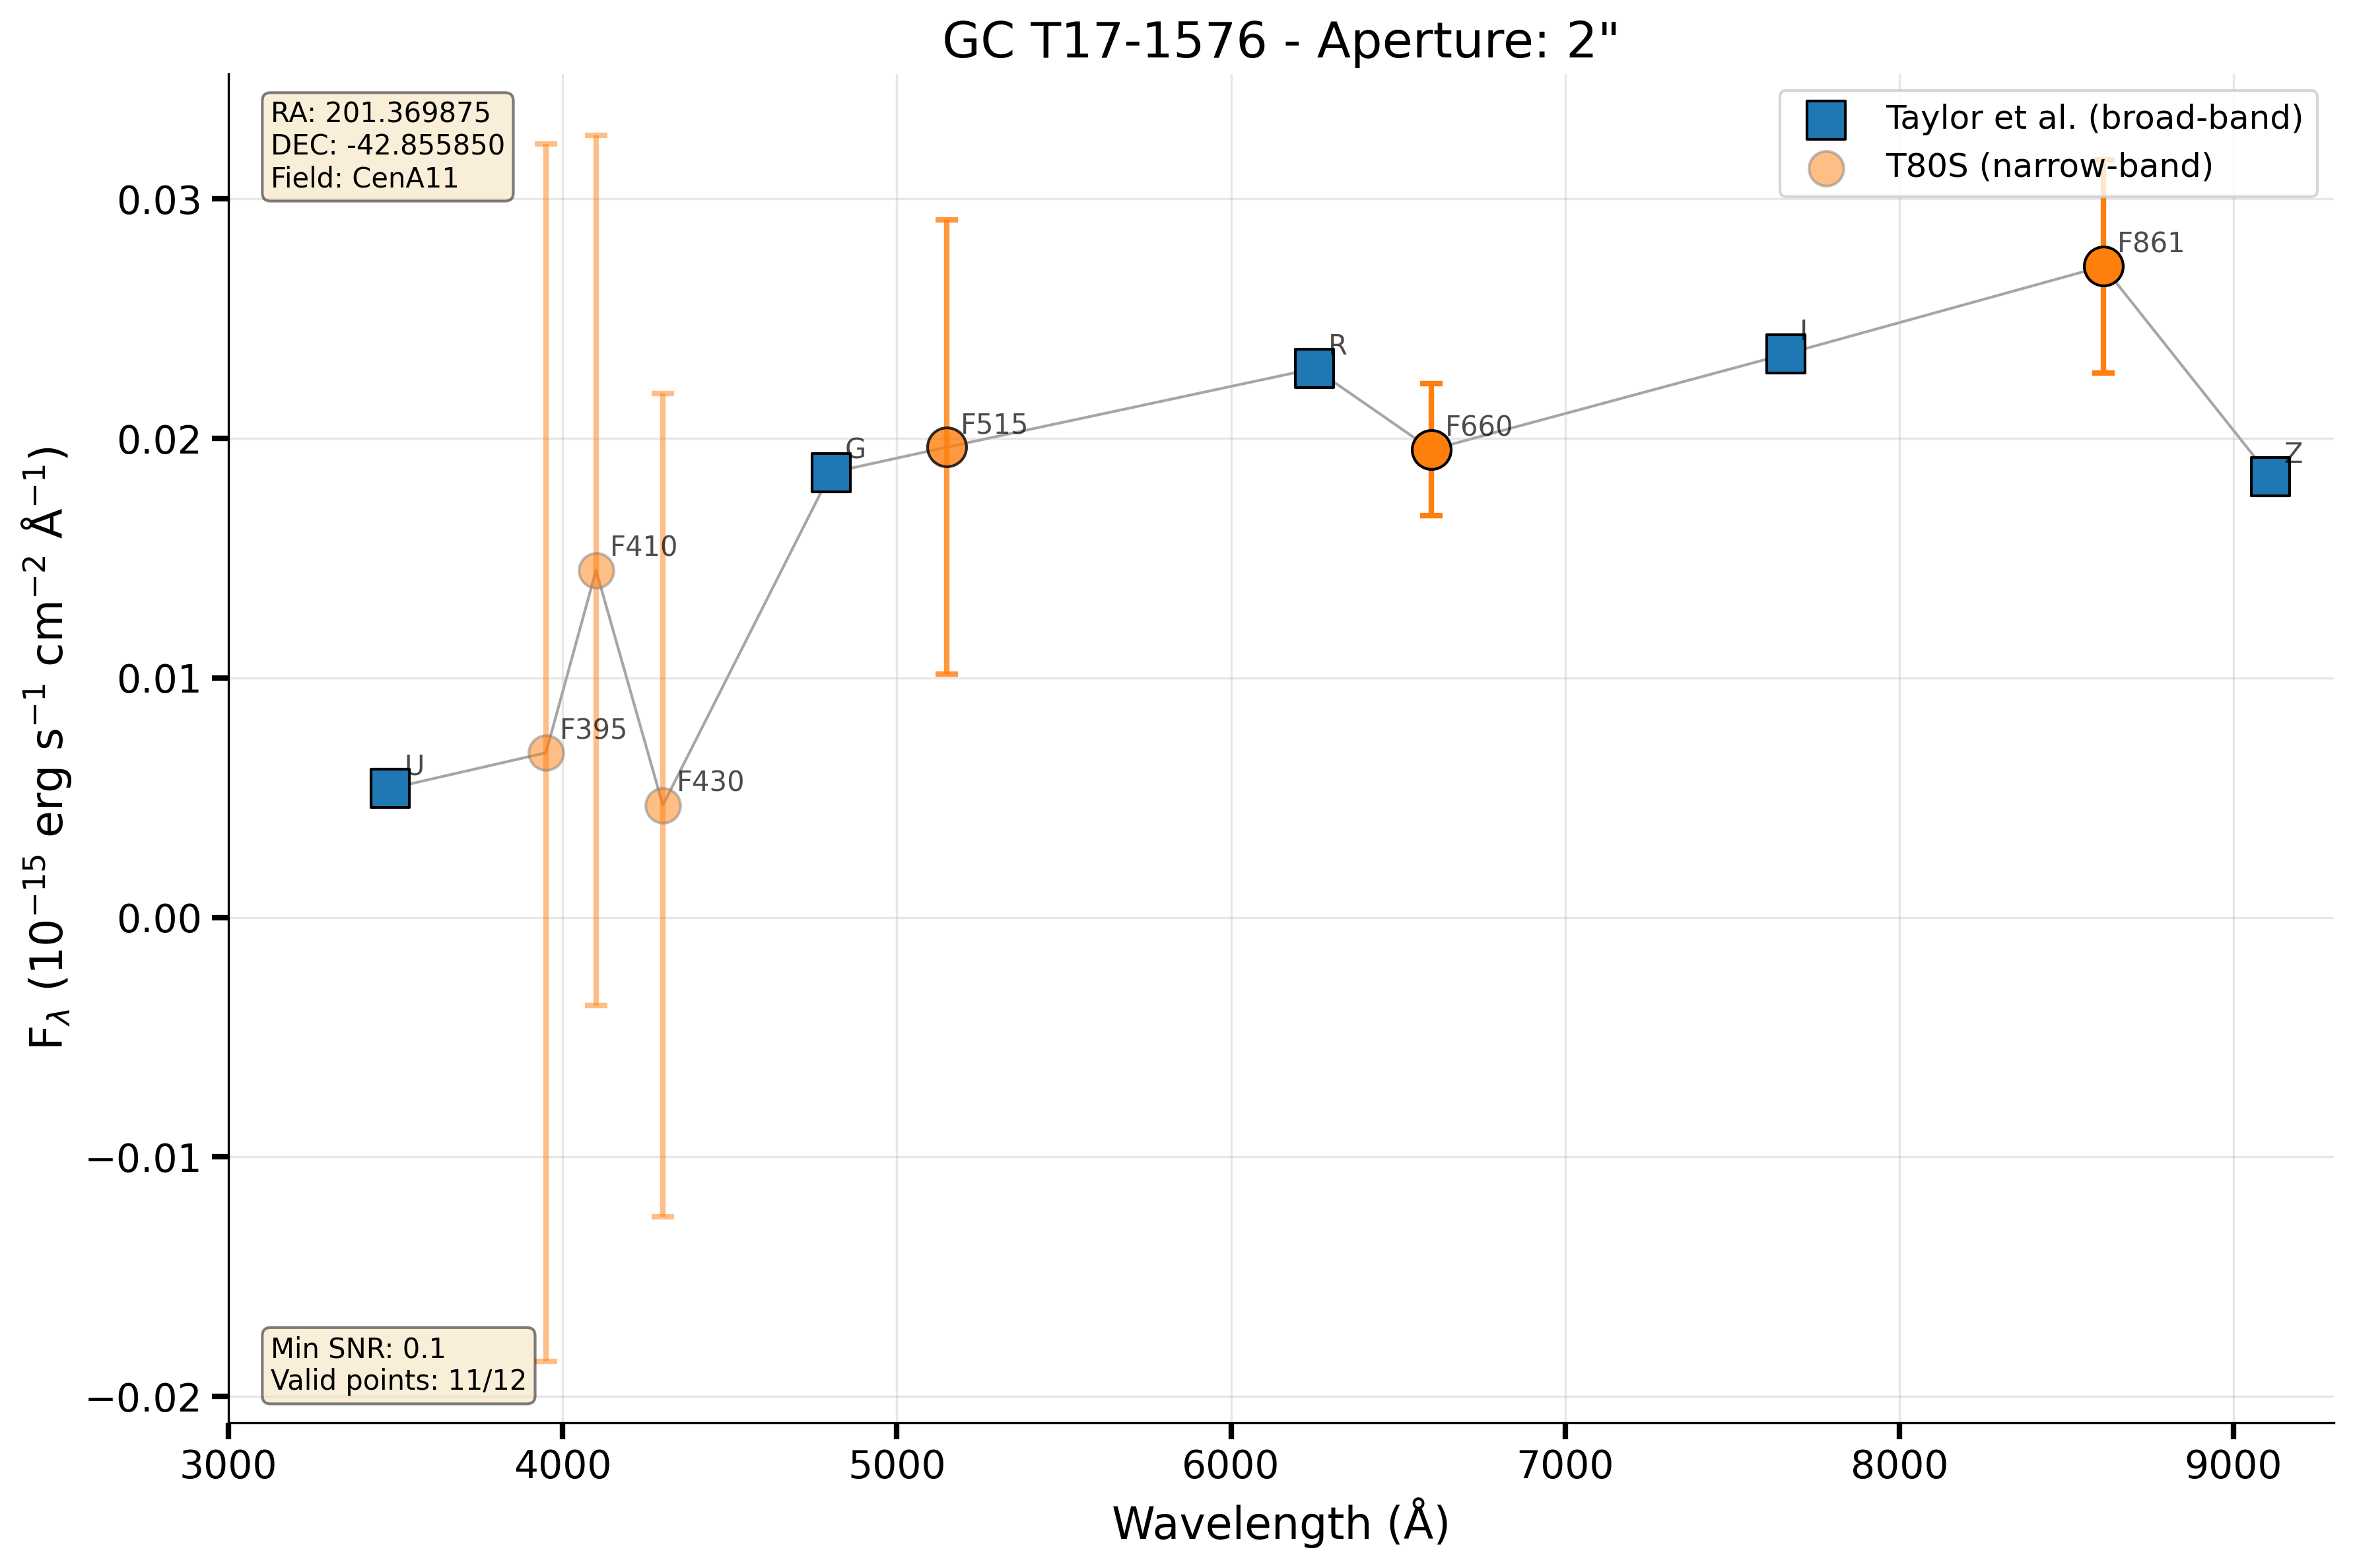 GC T17-1576 - Aperture: 2"
RA: 201.369875
DEC: -42.855850
Field: CenA11
Taylor et al. (broad-band)
T80S (narrow-band)
F861
R
I
F515
F660
G
Z
F410
F395
U
F430
Min SNR: 0.1
Valid points: 11/12
0.03
0.02
0.01
0.00
−0.01
−0.02
F_λ (10⁻¹⁵ erg s⁻¹ cm⁻² Å⁻¹)
3000 4000 5000 6000 7000 8000 9000
Wavelength (Å)